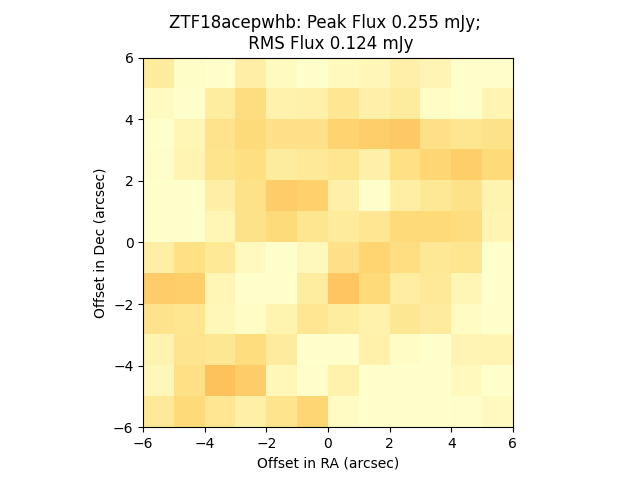 ZTF18acepwhb: Peak Flux 0.255 mJy;
RMS Flux 0.124 mJy
6
4
2
0
−2
−4
−6
Offset in Dec (arcsec)
−6 −4 −2 0 2 4 6
Offset in RA (arcsec)